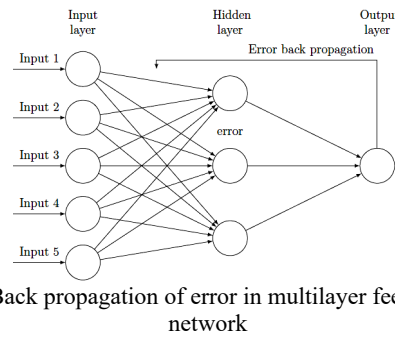 Input
layer
Hidden
layer
Output
layer
Error back propagation
Input 1
Input 2
error
Input 3
Input 4
Input 5
Back propagation of error in multilayer fee
network